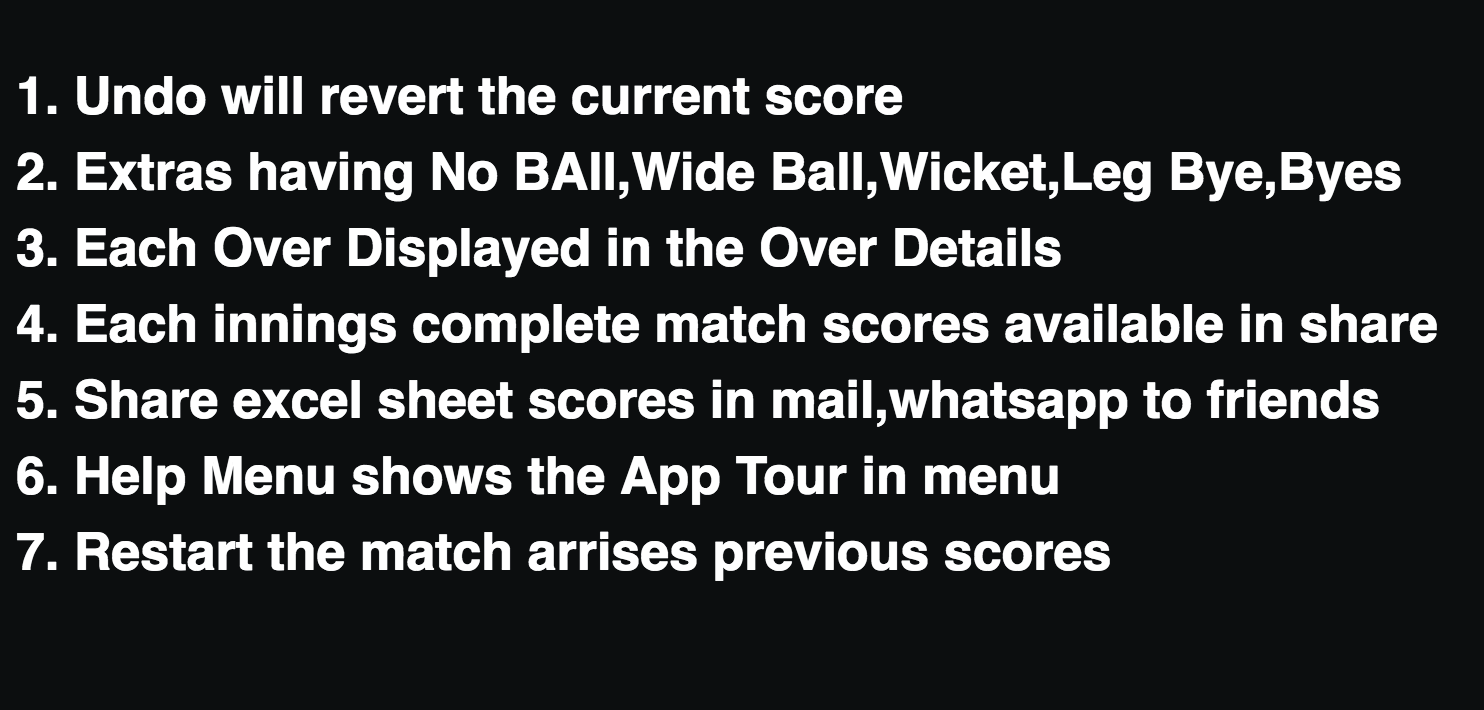 1. Undo will revert the current score
2. Extras having No BAll,Wide Ball,Wicket,Leg Bye,Byes
3. Each Over Displayed in the Over Details
4. Each innings complete match scores available in share
5. Share excel sheet scores in mail,whatsapp to friends
6. Help Menu shows the App Tour in menu
7. Restart the match arrises previous scores